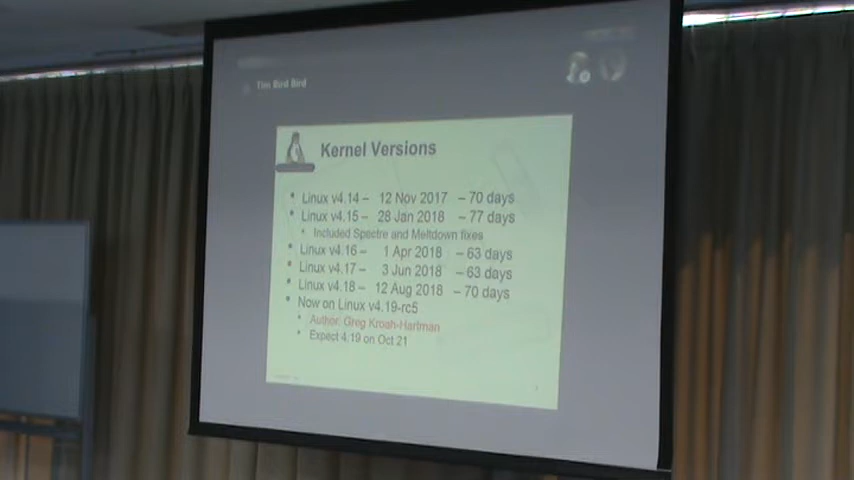 Tim Bird Bird
Kernel Versions
• Linux v4.14 – 12 Nov 2017 – 70 days
• Linux v4.15 – 28 Jan 2018 – 77 days
• Included Spectre and Meltdown fixes
• Linux v4.16 – 1 Apr 2018 – 63 days
• Linux v4.17 – 3 Jun 2018 – 63 days
• Linux v4.18 – 12 Aug 2018 – 70 days
• Now on Linux v4.19-rc5
• Author: Greg Kroah-Hartman
• Expect 4.19 on Oct 21